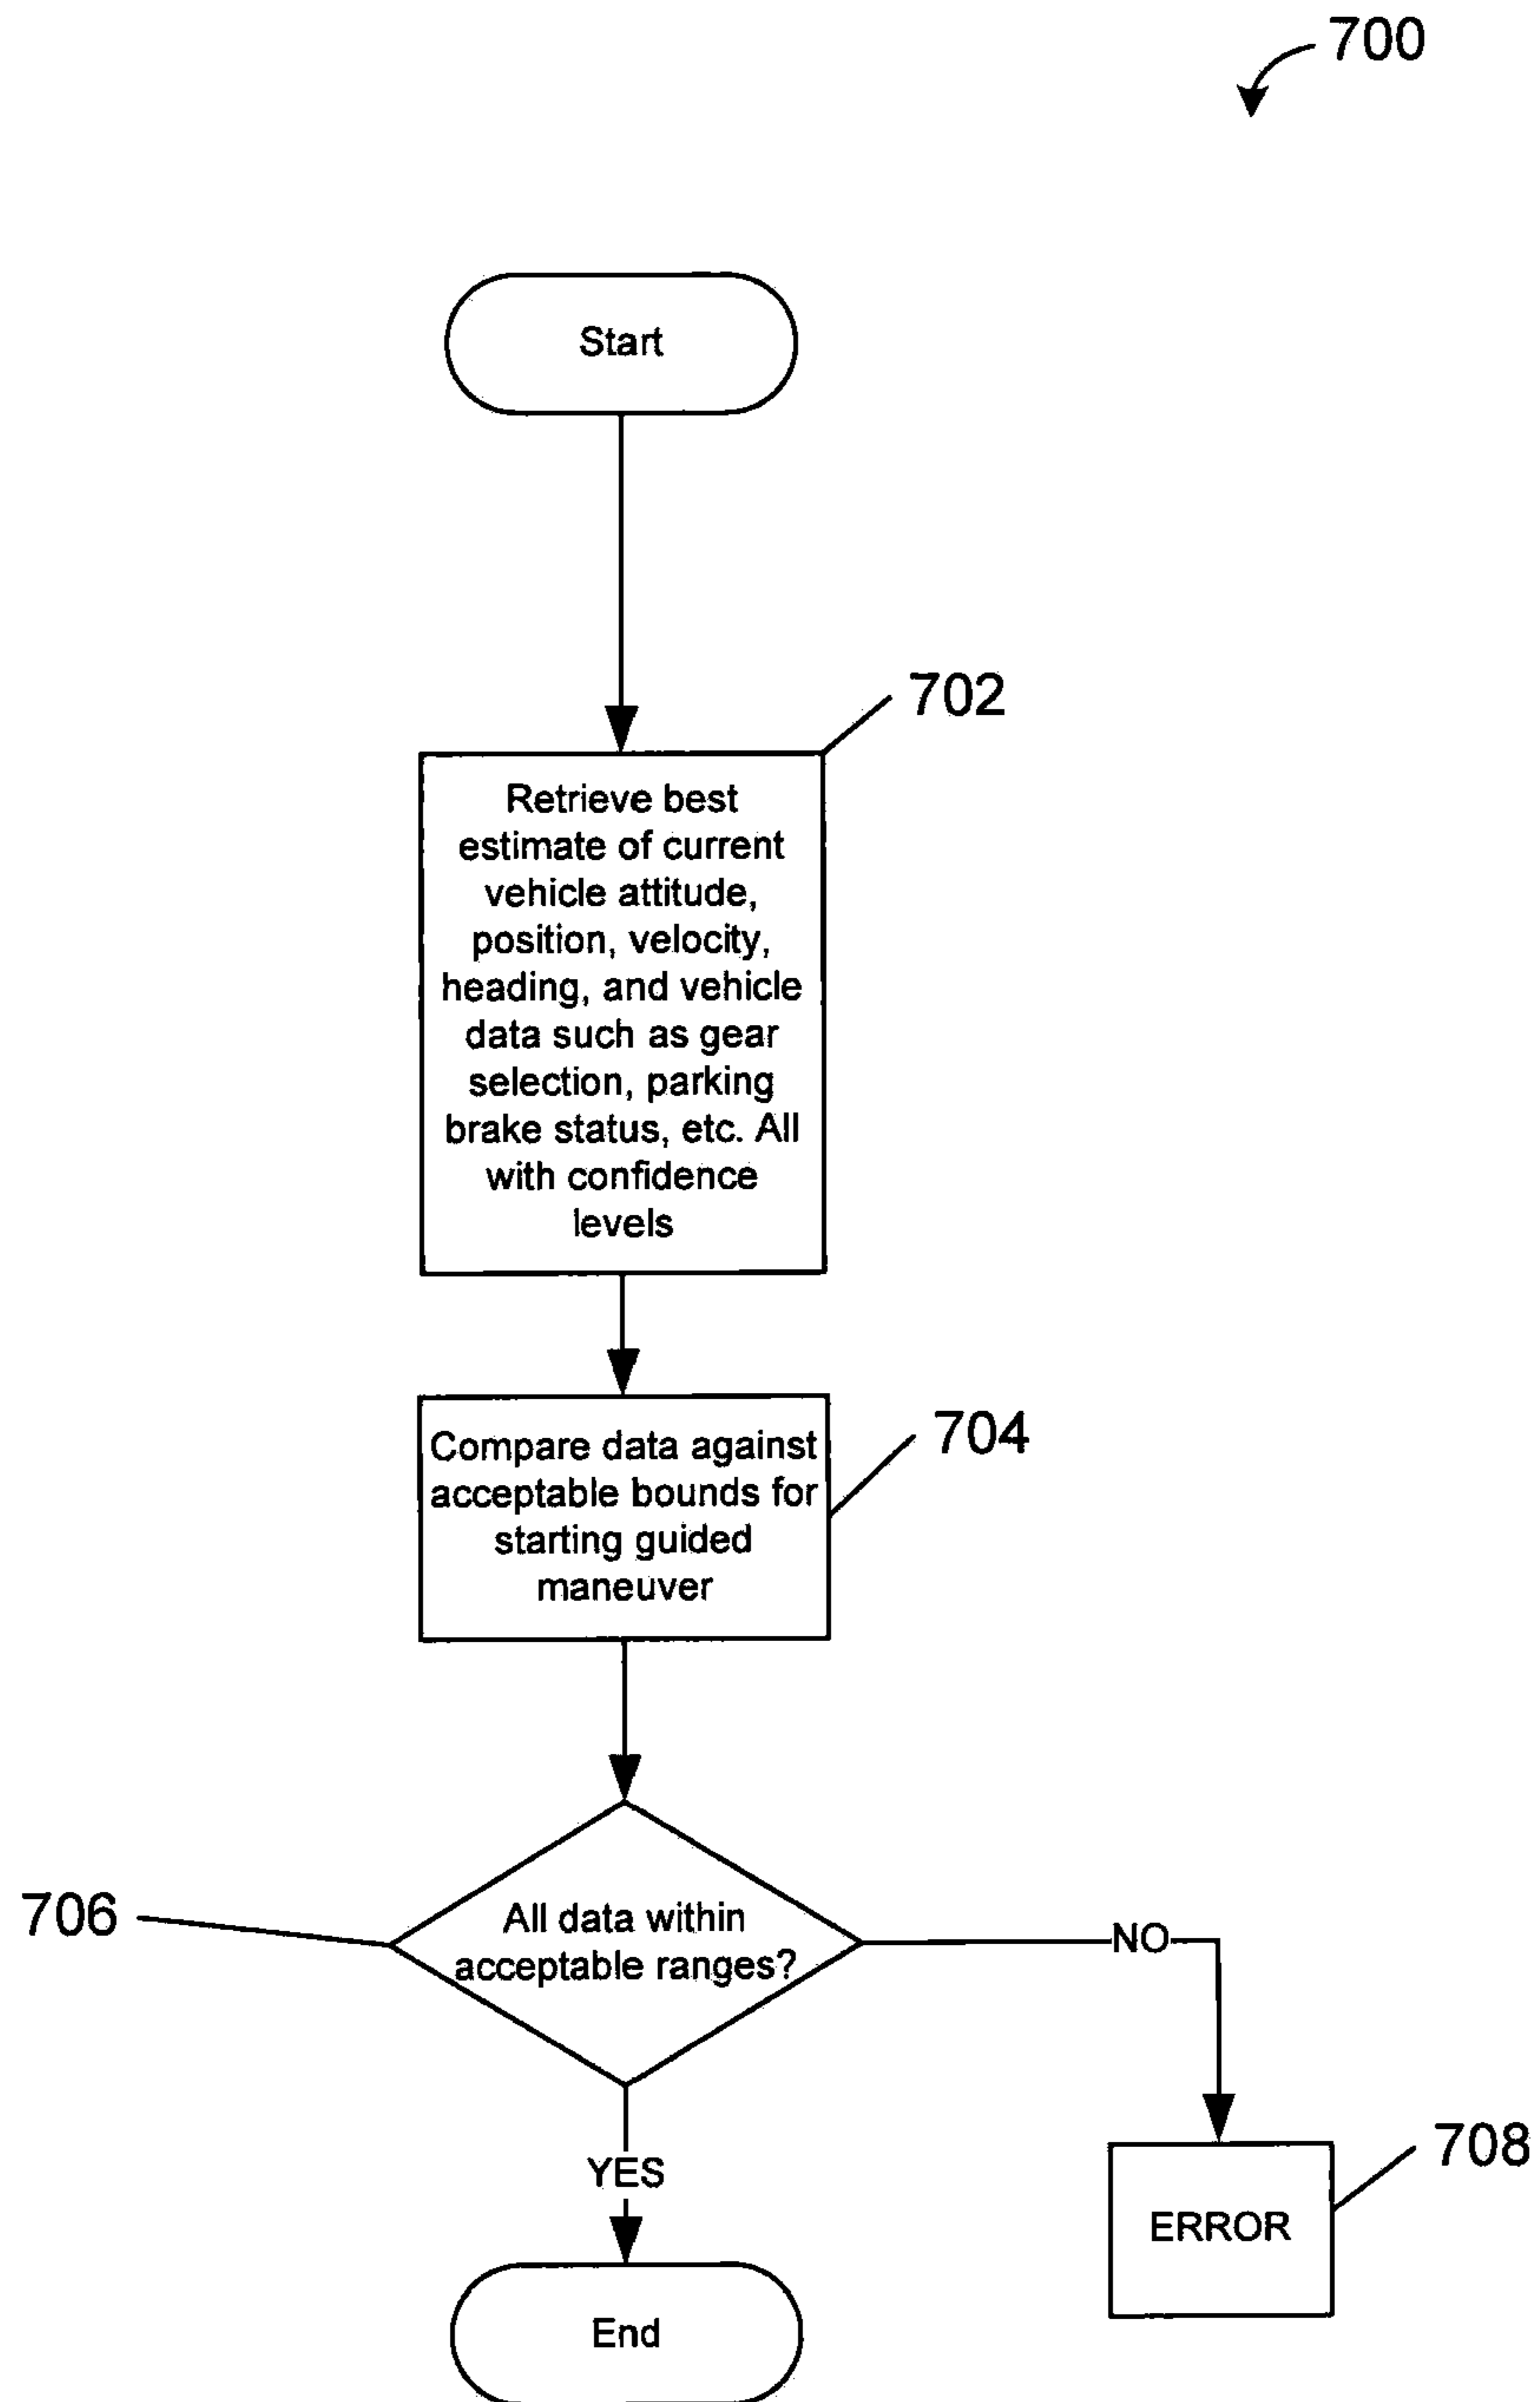 700
Start
702
Retrieve best
estimate of current
vehicle attitude,
position, velocity,
heading, and vehicle
data such as gear
selection, parking
brake status, etc. All
with confidence
levels
704
Compare data against
acceptable bounds for
starting guided
maneuver
706
All data within
acceptable ranges?
NO
YES
708
ERROR
End